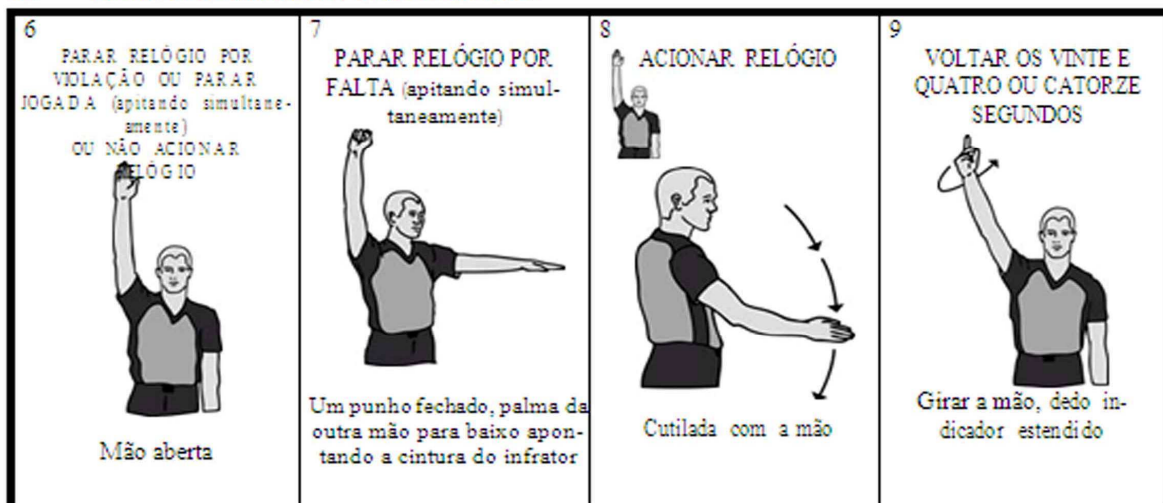 6
PARAR RELÓGIO POR
VIOLAÇÃO OU PARAR
JOGADA (apitando simultane-
amente)
OU NÃO ACIONAR
RELÓGIO
Mão aberta
7
PARAR RELÓGIO POR
FALTA (apitando simul-
taneamente)
Um punho fechado, palma da
outra mão para baixo apon-
tando a cintura do infrator
8
ACIONAR RELÓGIO
Cutilada com a mão
9
VOLTAR OS VINTE E
QUATRO OU CATORZE
SEGUNDOS
Girar a mão, dedo in-
dicador estendido